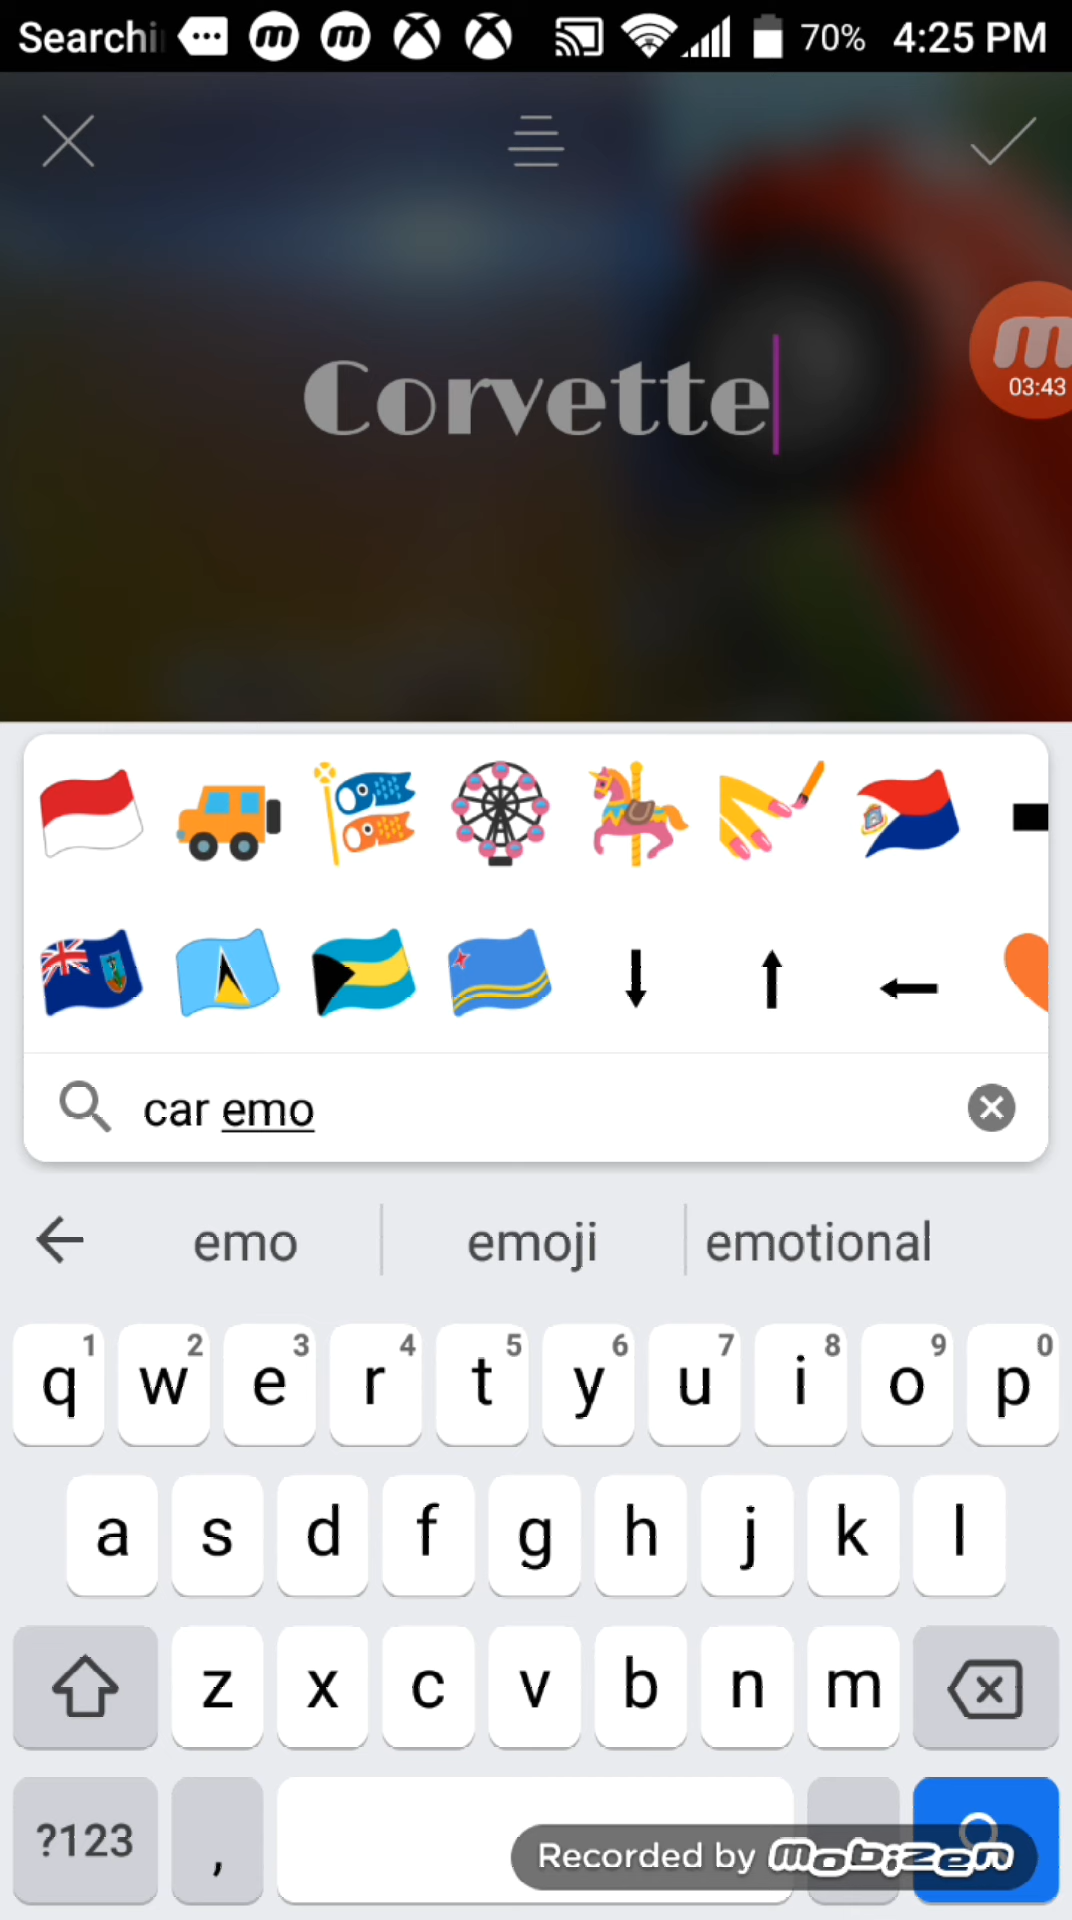 Searchi 70% 4:25 PM
03:43
Corvette
car emo
emo emoji emotional
1 2 3 4 5 6 7 8 9 0
q w e r t y u i o p
a s d f g h j k l
z x c v b n m
?123 ,
Recorded by mobizen